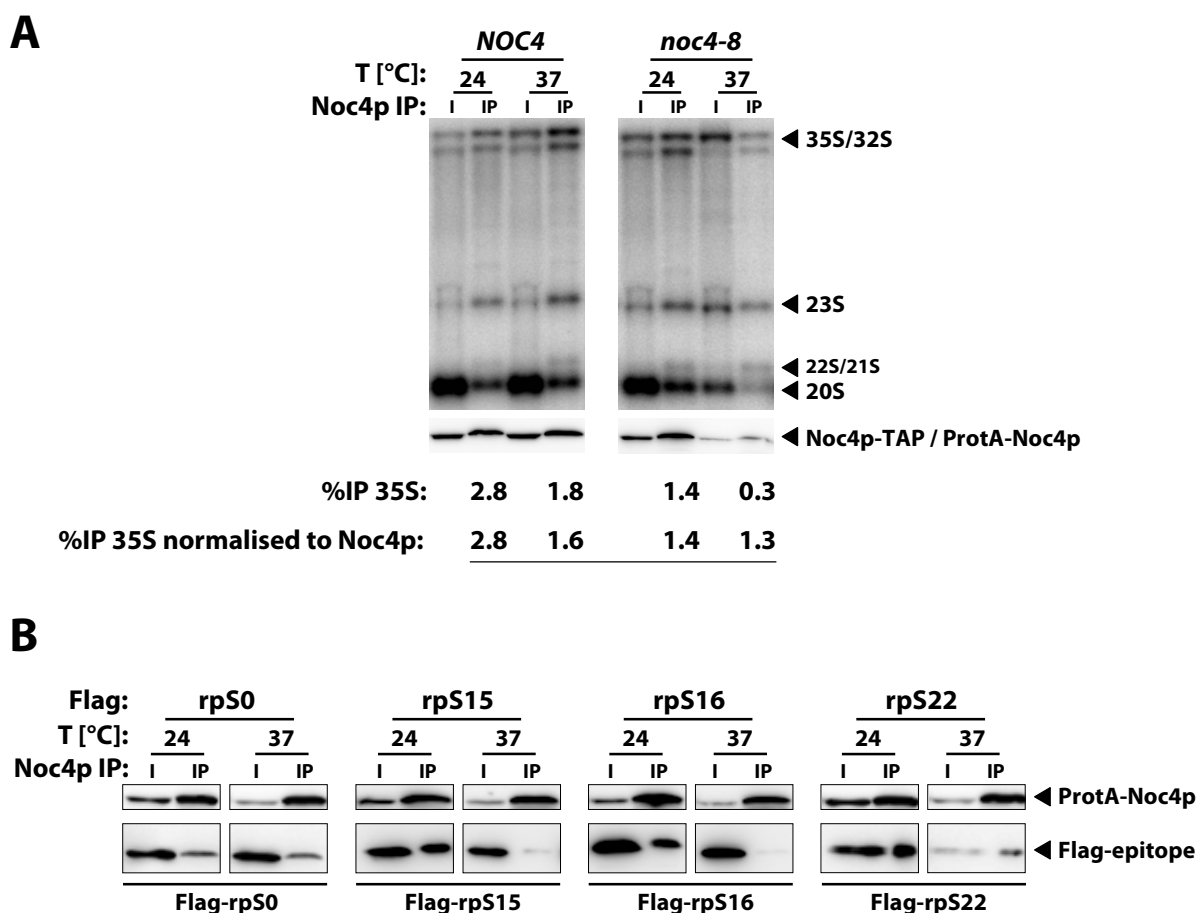 A
NOC4 noc4-8
T [°C]: 24 37 24 37
Noc4p IP: I IP I IP I IP I IP
35S/32S
23S
22S/21S
20S
Noc4p-TAP / ProtA-Noc4p
%IP 35S: 2.8 1.8 1.4 0.3
%IP 35S normalised to Noc4p: 2.8 1.6 1.4 1.3
B
Flag: rpS0 rpS15 rpS16 rpS22
T [°C]: 24 37 24 37 24 37 24 37
Noc4p IP: I IP I IP I IP I IP I IP I IP I IP I IP
ProtA-Noc4p
Flag-epitope
Flag-rpS0 Flag-rpS15 Flag-rpS16 Flag-rpS22